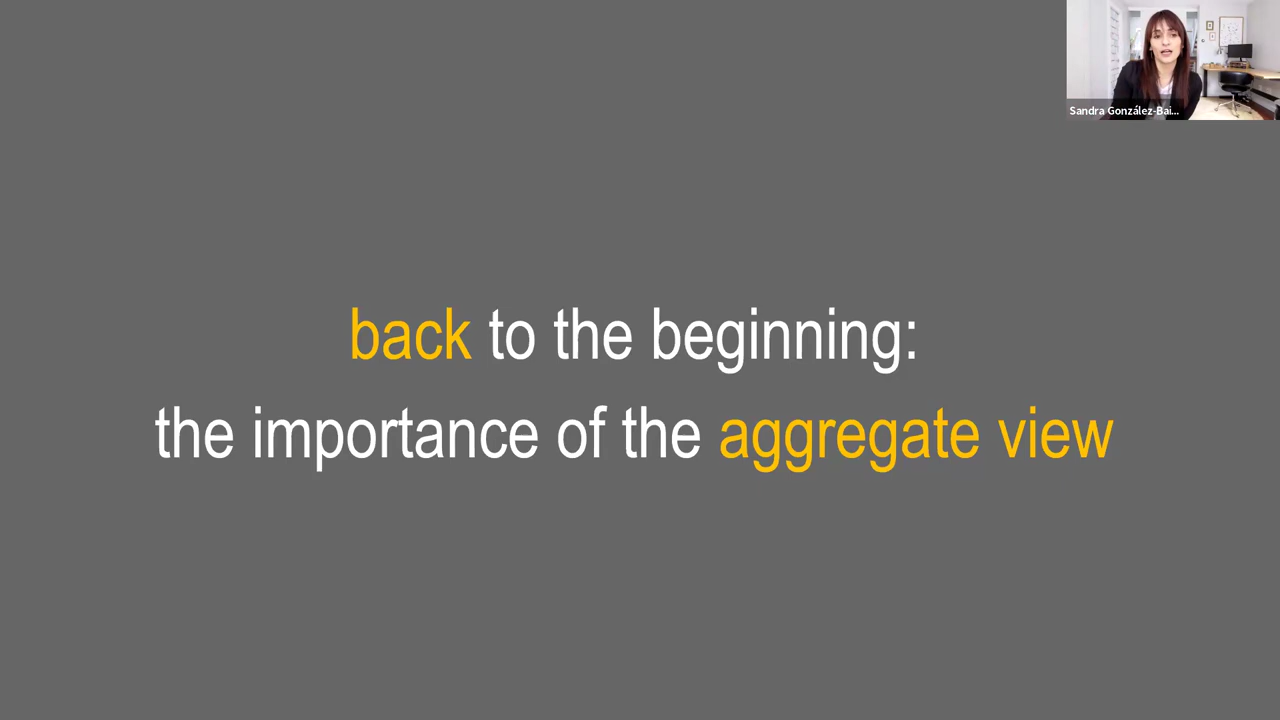 Sandra González-Bai...
back to the beginning:
the importance of the aggregate view